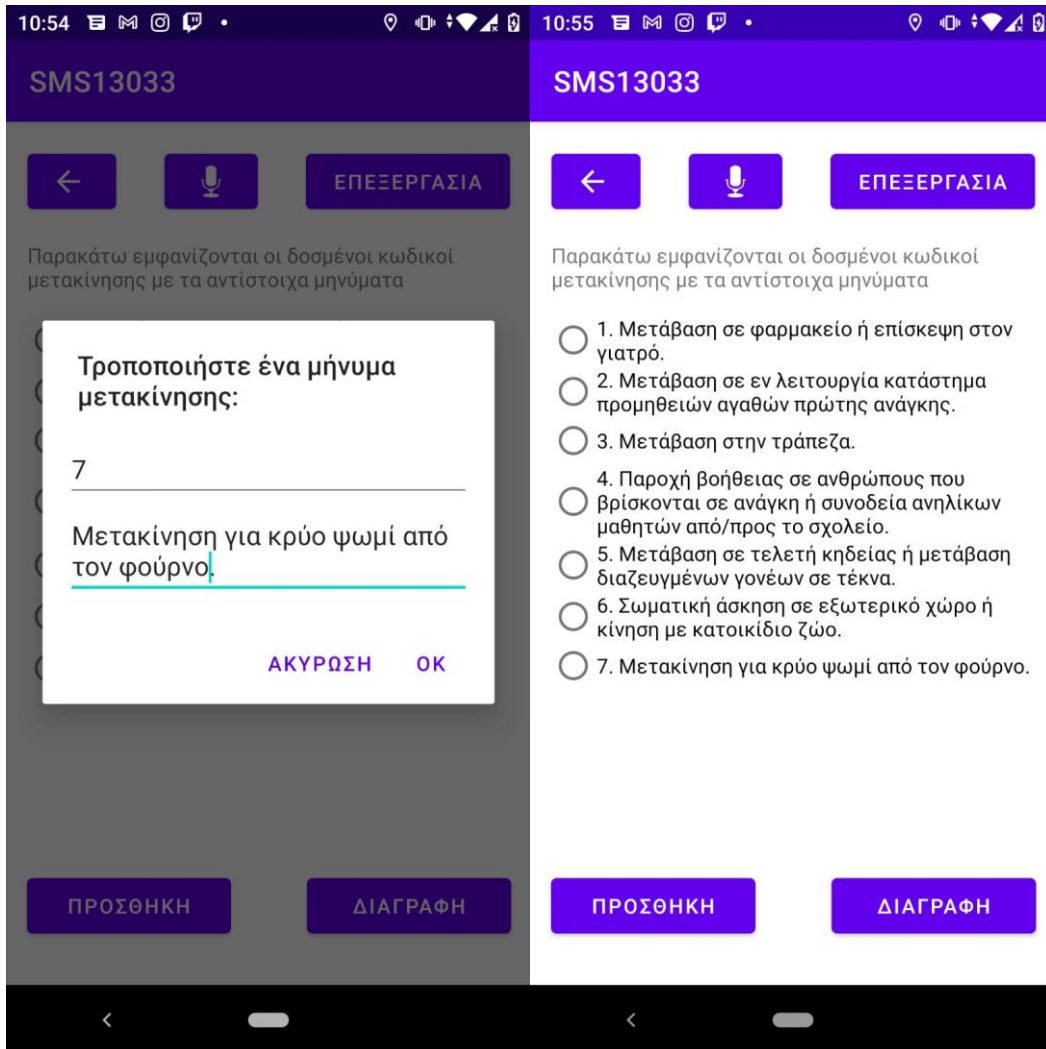 10:54
SMS13033
ΕΠΕΞΕΡΓΑΣΙΑ
Παρακάτω εμφανίζονται οι δοσμένοι κωδικοί
μετακίνησης με τα αντίστοιχα μηνύματα
Τροποποιήστε ένα μήνυμα
μετακίνησης:
7
Μετακίνηση για κρύο ψωμί από
τον φούρνο.
ΑΚΥΡΩΣΗ OK
ΠΡΟΣΘΗΚΗ ΔΙΑΓΡΑΦΗ
10:55
SMS13033
ΕΠΕΞΕΡΓΑΣΙΑ
Παρακάτω εμφανίζονται οι δοσμένοι κωδικοί
μετακίνησης με τα αντίστοιχα μηνύματα
1. Μετάβαση σε φαρμακείο ή επίσκεψη στον
γιατρό.
2. Μετάβαση σε εν λειτουργία κατάστημα
προμηθειών αγαθών πρώτης ανάγκης.
3. Μετάβαση στην τράπεζα.
4. Παροχή βοήθειας σε ανθρώπους που
βρίσκονται σε ανάγκη ή συνοδεία ανηλίκων
μαθητών από/προς το σχολείο.
5. Μετάβαση σε τελετή κηδείας ή μετάβαση
διαζευγμένων γονέων σε τέκνα.
6. Σωματική άσκηση σε εξωτερικό χώρο ή
κίνηση με κατοικίδιο ζώο.
7. Μετακίνηση για κρύο ψωμί από τον φούρνο.
ΠΡΟΣΘΗΚΗ ΔΙΑΓΡΑΦΗ